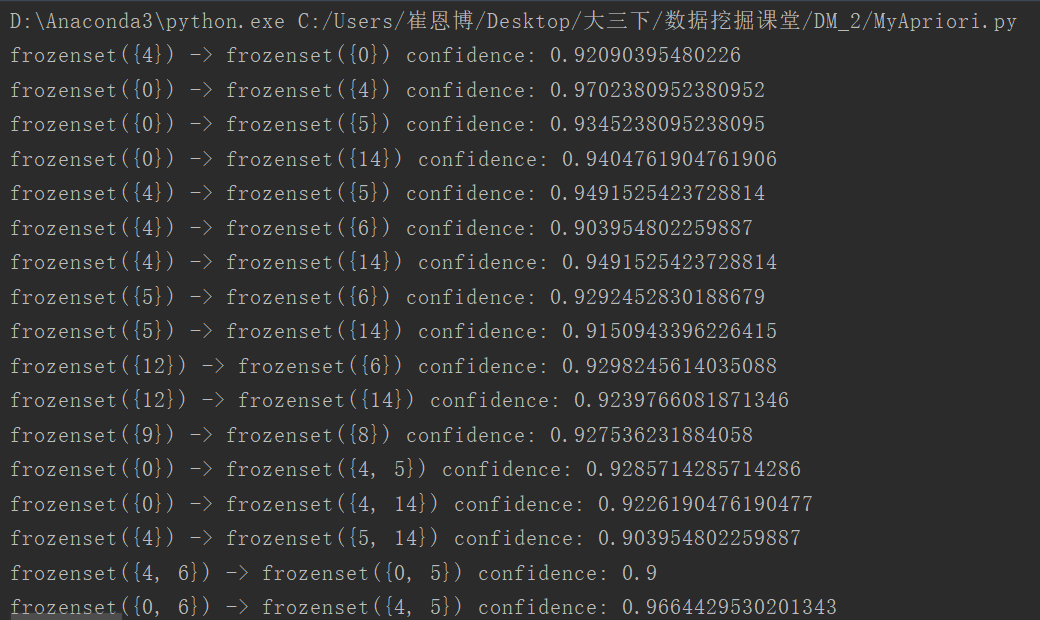 D:\Anaconda3\python.exe C:/Users/崔恩博/Desktop/大三下/数据挖掘课堂/DM_2/MyApriori.py
frozenset({4}) -> frozenset({0}) confidence: 0.92090395480226
frozenset({0}) -> frozenset({4}) confidence: 0.9702380952380952
frozenset({0}) -> frozenset({5}) confidence: 0.9345238095238095
frozenset({0}) -> frozenset({14}) confidence: 0.9404761904761906
frozenset({4}) -> frozenset({5}) confidence: 0.9491525423728814
frozenset({4}) -> frozenset({6}) confidence: 0.903954802259887
frozenset({4}) -> frozenset({14}) confidence: 0.9491525423728814
frozenset({5}) -> frozenset({6}) confidence: 0.9292452830188679
frozenset({5}) -> frozenset({14}) confidence: 0.9150943396226415
frozenset({12}) -> frozenset({6}) confidence: 0.9298245614035088
frozenset({12}) -> frozenset({14}) confidence: 0.9239766081871346
frozenset({9}) -> frozenset({8}) confidence: 0.927536231884058
frozenset({0}) -> frozenset({4, 5}) confidence: 0.9285714285714286
frozenset({0}) -> frozenset({4, 14}) confidence: 0.9226190476190477
frozenset({4}) -> frozenset({5, 14}) confidence: 0.903954802259887
frozenset({4, 6}) -> frozenset({0, 5}) confidence: 0.9
frozenset({0, 6}) -> frozenset({4, 5}) confidence: 0.9664429530201343